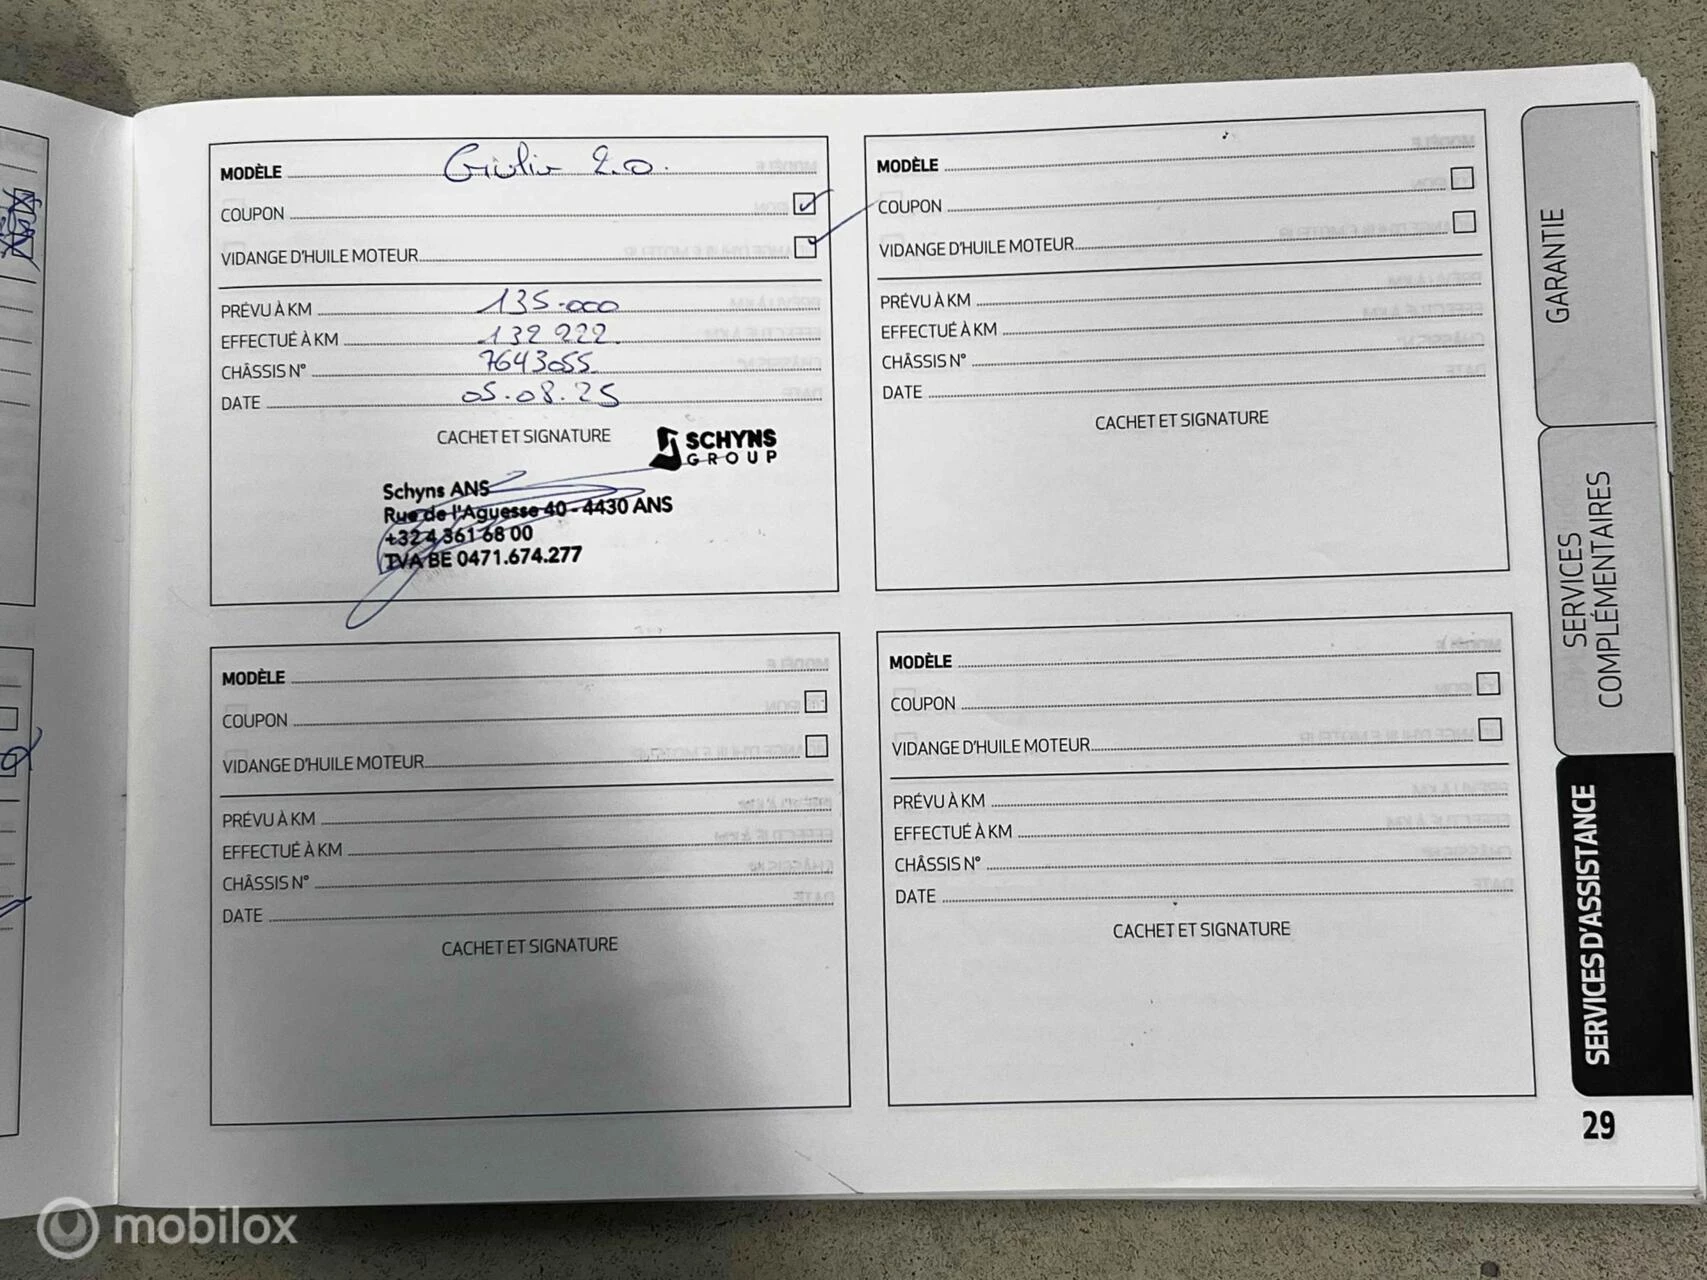 MODÈLE Giulia 2.0.
COUPON
VIDANGE D'HUILE MOTEUR
PRÉVU À KM 135.000
EFFECTUÉ À KM 132 222.
CHÂSSIS N° 7643055
DATE 05.08.25
CACHET ET SIGNATURE
SCHYNS
GROUP
Schyns ANS
Rue de l'Aguesse 40 - 4430 ANS
+32 4 361 68 00
TVA BE 0471.674.277
MODÈLE
COUPON
VIDANGE D'HUILE MOTEUR
PRÉVU À KM
EFFECTUÉ À KM
CHÂSSIS N°
DATE
CACHET ET SIGNATURE
MODÈLE
COUPON
VIDANGE D'HUILE MOTEUR
PRÉVU À KM
EFFECTUÉ À KM
CHÂSSIS N°
DATE
CACHET ET SIGNATURE
MODÈLE
COUPON
VIDANGE D'HUILE MOTEUR
PRÉVU À KM
EFFECTUÉ À KM
CHÂSSIS N°
DATE
CACHET ET SIGNATURE
GARANTIE
SERVICES
COMPLÉMENTAIRES
SERVICES D'ASSISTANCE
29
mobilox